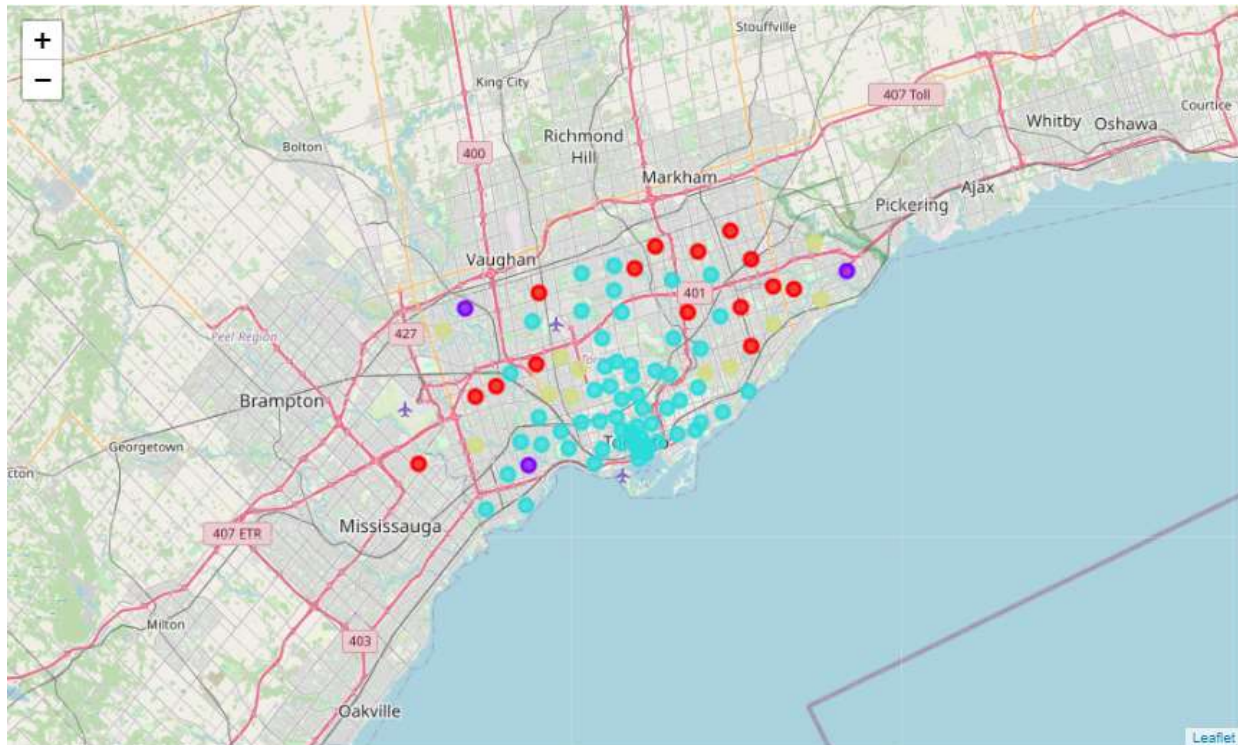 +
−
Stouffville
King City
407 Toll
Courtice
Whitby
Oshawa
Richmond
Hill
Bolton
400
Markham
Ajax
Pickering
Vaughan
401
427
Peel Region
Brampton
Georgetown
Mississauga
407 ETR
Milton
403
Oakville
Leaflet